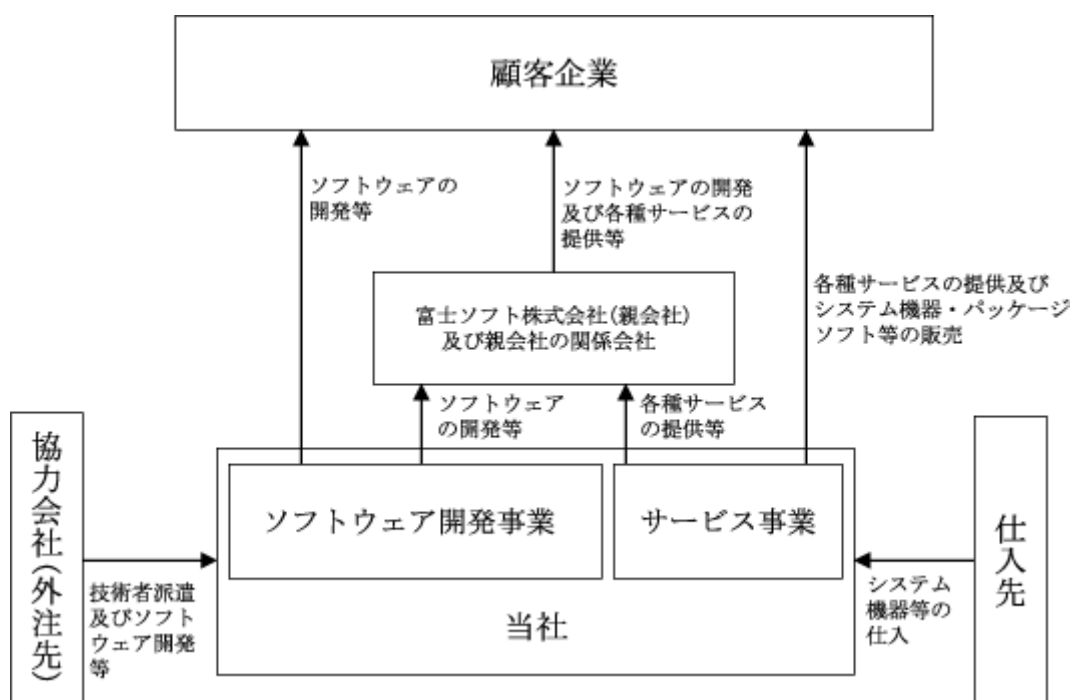 顧客企業
ソフトウェアの
開発等
ソフトウェアの開発
及び各種サービスの
提供等
各種サービスの提供及び
システム機器・パッケージ
ソフト等の販売
富士ソフト株式会社(親会社)
及び親会社の関係会社
ソフトウェア
の開発等
各種サービス
の提供等
協力会社(外注先)
ソフトウェア開発事業
サービス事業
仕入先
技術者派遣
及びソフト
ウェア開発
等
当社
システム
機器等の
仕入